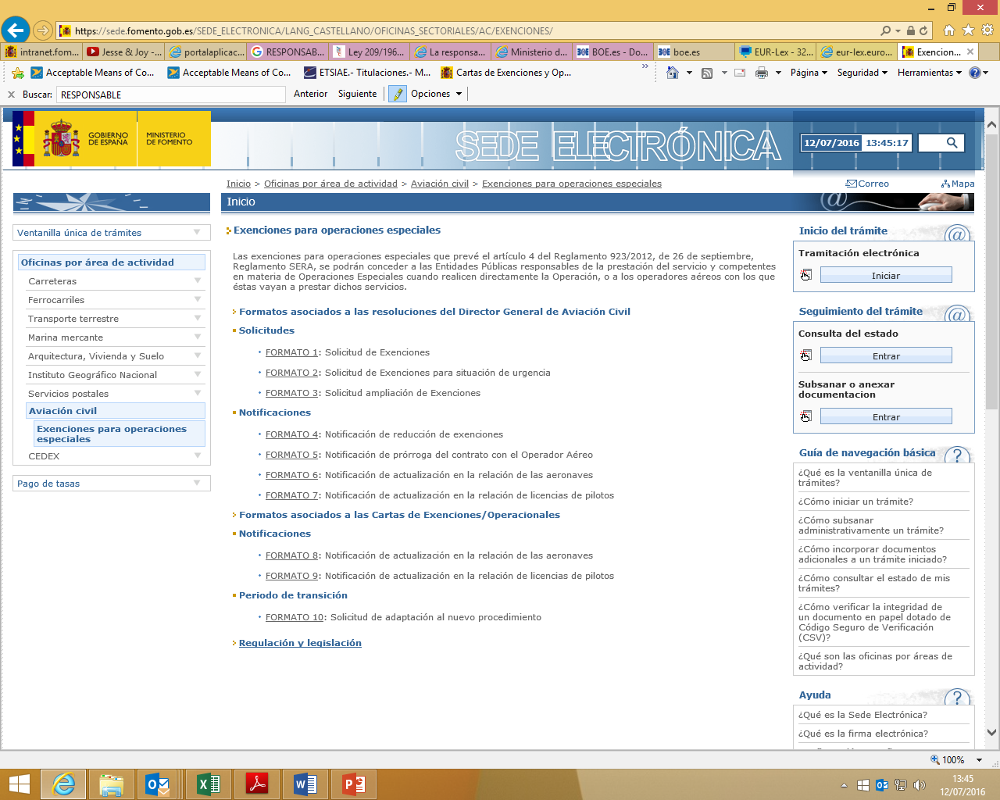 https://sede.fomento.gob.es/SEDE_ELECTRONICA/LANG_CASTELLANO/OFICINAS_SECTORIALES/AC/EXENCIONES/
intranet.fom...
Jesse & Joy -...
portalaplicac...
RESPONSAB...
Ley 209/196...
La responsa...
Ministerio d...
BOE.es - Do...
boe.es
EUR-Lex - 32...
eur-lex.euro...
Exencion...
Acceptable Means of Co...
Acceptable Means of Co...
ETSIAE.- Titulaciones.- M...
Cartas de Exenciones y Op...
Página
Seguridad
Herramientas
Buscar: RESPONSABLE
Anterior
Siguiente
Opciones
GOBIERNO
DE ESPAÑA
MINISTERIO
DE FOMENTO
SEDE ELECTRÓNICA
12/07/2016 13:45:17
Inicio > Oficinas por área de actividad > Aviación civil > Exenciones para operaciones especiales
Correo
Mapa
Inicio
Ventanilla única de trámites
Oficinas por área de actividad
Carreteras
Ferrocarriles
Transporte terrestre
Marina mercante
Arquitectura, Vivienda y Suelo
Instituto Geográfico Nacional
Servicios postales
Aviación civil
Exenciones para operaciones
especiales
CEDEX
Pago de tasas
Exenciones para operaciones especiales
Las exenciones para operaciones especiales que prevé el artículo 4 del Reglamento 923/2012, de 26 de septiembre,
Reglamento SERA, se podrán conceder a las Entidades Públicas responsables de la prestación del servicio y competentes
en materia de Operaciones Especiales cuando realicen directamente la Operación, o a los operadores aéreos con los que
éstas vayan a prestar dichos servicios.
Formatos asociados a las resoluciones del Director General de Aviación Civil
Solicitudes
FORMATO 1: Solicitud de Exenciones
FORMATO 2: Solicitud de Exenciones para situación de urgencia
FORMATO 3: Solicitud ampliación de Exenciones
Notificaciones
FORMATO 4: Notificación de reducción de exenciones
FORMATO 5: Notificación de prórroga del contrato con el Operador Aéreo
FORMATO 6: Notificación de actualización en la relación de las aeronaves
FORMATO 7: Notificación de actualización en la relación de licencias de pilotos
Formatos asociados a las Cartas de Exenciones/Operacionales
Notificaciones
FORMATO 8: Notificación de actualización en la relación de las aeronaves
FORMATO 9: Notificación de actualización en la relación de licencias de pilotos
Periodo de transición
FORMATO 10: Solicitud de adaptación al nuevo procedimiento
Regulación y legislación
Inicio del trámite
Tramitación electrónica
Iniciar
Seguimiento del trámite
Consulta del estado
Entrar
Subsanar o anexar
documentacion
Entrar
Guía de navegación básica
¿Qué es la ventanilla única de
trámites?
¿Cómo iniciar un trámite?
¿Cómo subsanar
administrativamente un trámite?
¿Cómo incorporar documentos
adicionales a un trámite iniciado?
¿Cómo consultar el estado de mis
trámites?
¿Cómo verificar la integridad de
un documento en papel dotado de
Código Seguro de Verificación
(CSV)?
¿Qué son las oficinas por áreas de
actividad?
Ayuda
¿Qué es la Sede Electrónica?
¿Qué es la firma electrónica?
100%
13:45
12/07/2016